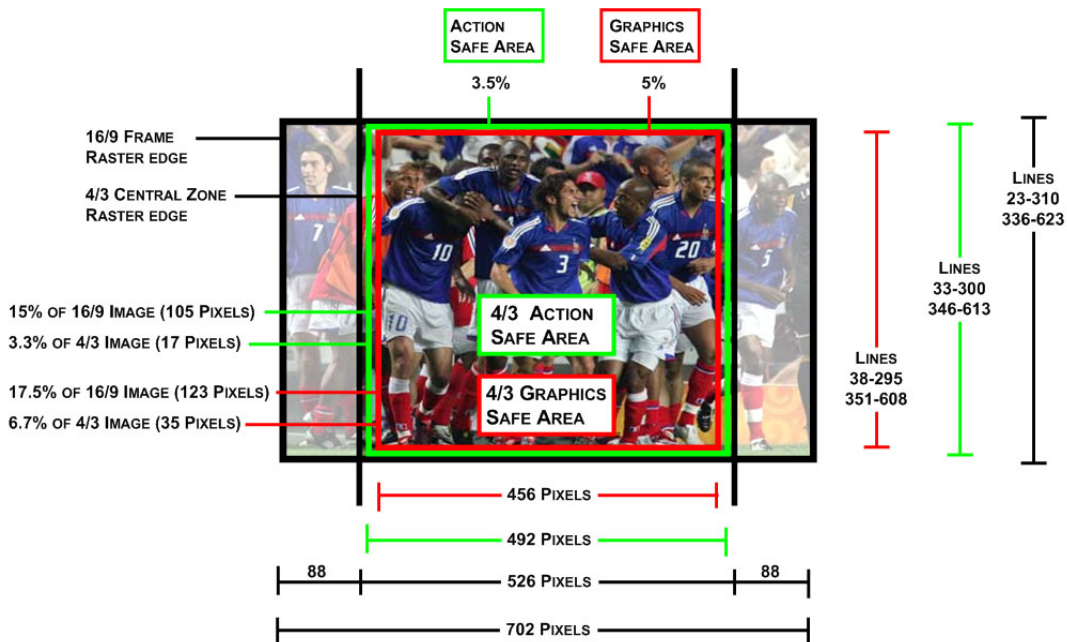 ACTION
SAFE AREA
GRAPHICS
SAFE AREA
3.5%
5%
16/9 FRAME
RASTER EDGE
4/3 CENTRAL ZONE
RASTER EDGE
15% OF 16/9 IMAGE (105 PIXELS)
3.3% OF 4/3 IMAGE (17 PIXELS)
17.5% OF 16/9 IMAGE (123 PIXELS)
6.7% OF 4/3 IMAGE (35 PIXELS)
7
10
3
20
5
10
4/3 ACTION
SAFE AREA
4/3 GRAPHICS
SAFE AREA
LINES
38-295
351-608
LINES
33-300
346-613
LINES
23-310
336-623
456 PIXELS
492 PIXELS
88
526 PIXELS
88
702 PIXELS